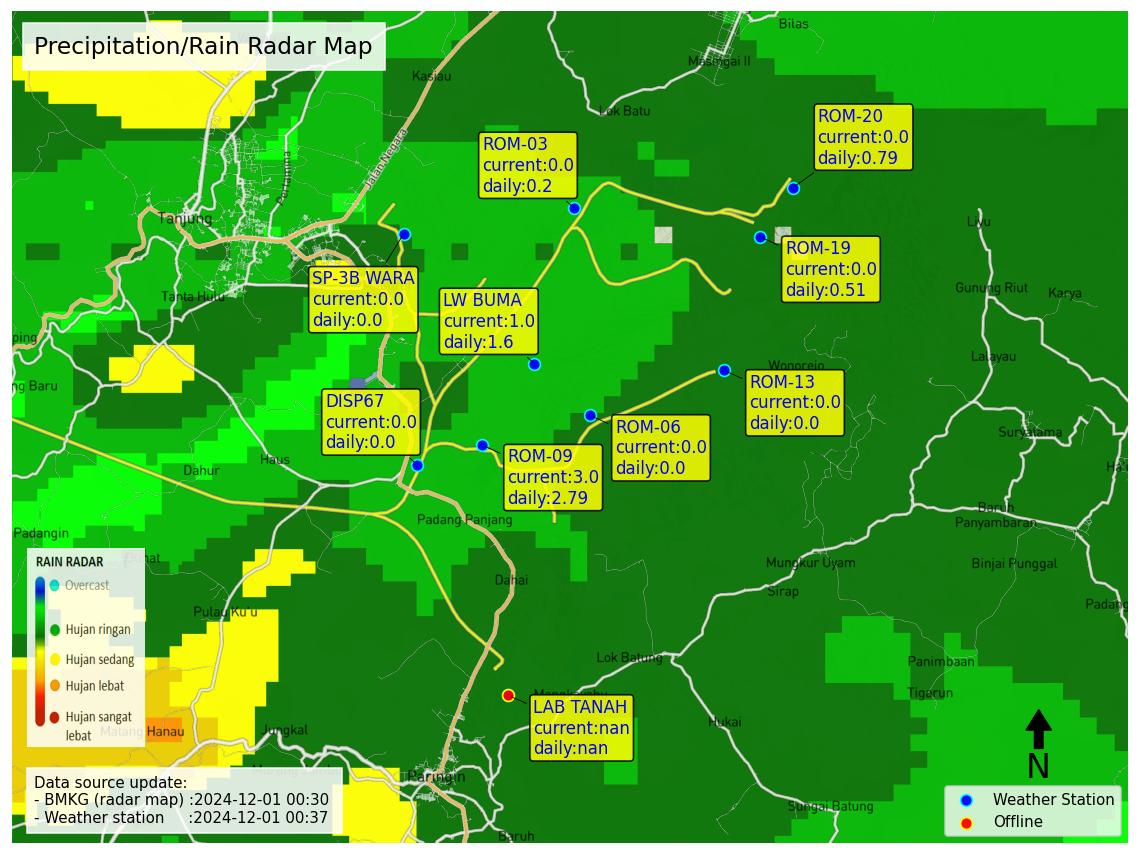 Precipitation/Rain Radar Map
Bilas
Masingai II
Kasiau
Lok Batu
ROM-20
current:0.0
daily:0.79
ROM-03
current:0.0
daily:0.2
Jalan Negara
Pertamina
Tanjung
Liyu
ROM-19
current:0.0
daily:0.51
SP-3B WARA
current:0.0
daily:0.0
Tanta Hulu
LW BUMA
current:1.0
daily:1.6
Gunung Riut
Karya
ping
Lalayau
Wonorejo
ng Baru
ROM-13
current:0.0
daily:0.0
DISP67
current:0.0
daily:0.0
ROM-06
current:0.0
daily:0.0
Suryatama
ROM-09
current:3.0
daily:2.79
Haus
Dahur
Ha
Baruh
Panyambaran
Padang Panjang
Padangin
Mungkur Uyam
Binjai Punggal
Dahai
Sirap
Padang
Pulau Ku'u
RAIN RADAR
Overcast
Hujan ringan
Hujan sedang
Hujan lebat
Hujan sangat
lebat
Lok Batung
Panimbaan
Tigarun
LAB TANAH
current:nan
daily:nan
Hukai
Matang Hanau
Jungkal
Paringin
Sungai Batung
Baruh
Data source update:
- BMKG (radar map) :2024-12-01 00:30
- Weather station :2024-12-01 00:37
N
Weather Station
Offline